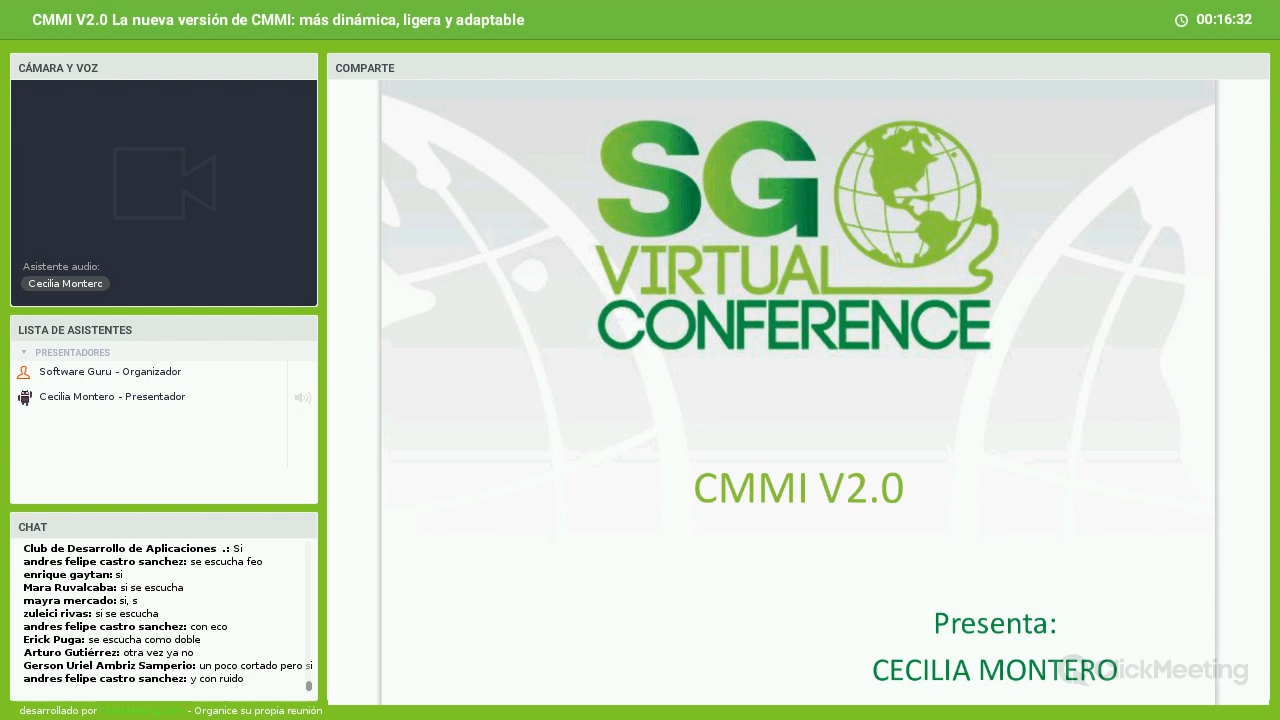 CMMI V2.0 La nueva versión de CMMI: más dinámica, ligera y adaptable
00:16:32
CÁMARA Y VOZ
Asistente audio:
Cecilia Montero
LISTA DE ASISTENTES
PRESENTADORES
Software Guru - Organizador
Cecilia Montero - Presentador
CHAT
Club de Desarrollo de Aplicaciones .: Si
andres felipe castro sanchez: se escucha feo
enrique gaytan: si
Mara Ruvalcaba: si se escucha
mayra mercado: si, s
zuleici rivas: si se escucha
andres felipe castro sanchez: con eco
Erick Puga: se escucha como doble
Arturo Gutiérrez: otra vez ya no
Gerson Uriel Ambriz Samperio: un poco cortado pero si
andres felipe castro sanchez: y con ruido
desarrollado por - Organice su propia reunión
COMPARTE
SG
VIRTUAL
CONFERENCE
CMMI V2.0
Presenta:
CECILIA MONTERO
ClickMeeting